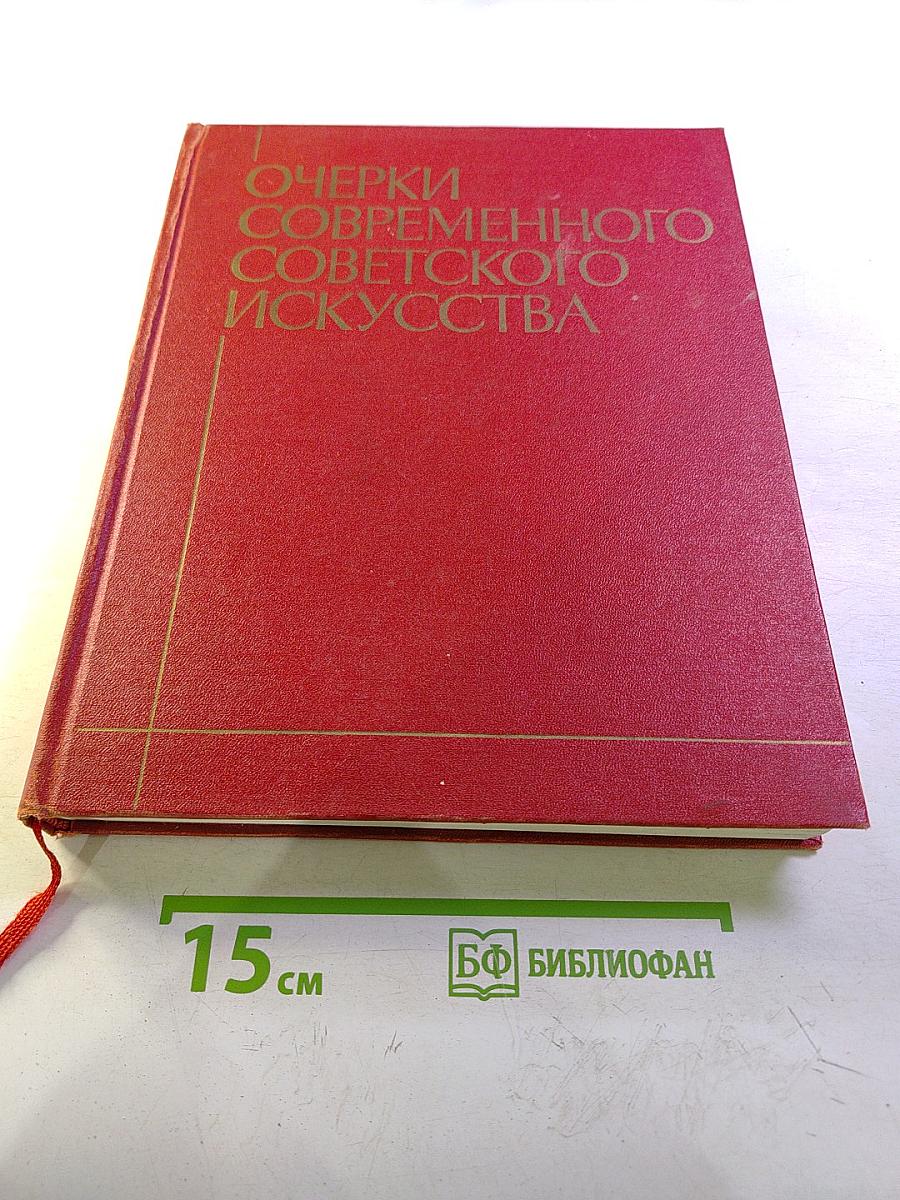 ОЧЕРКИ
СОВРЕМЕННОГО
СОВЕТСКОГО
ИСКУССТВА
15 см
БФ БИБЛИОФАН